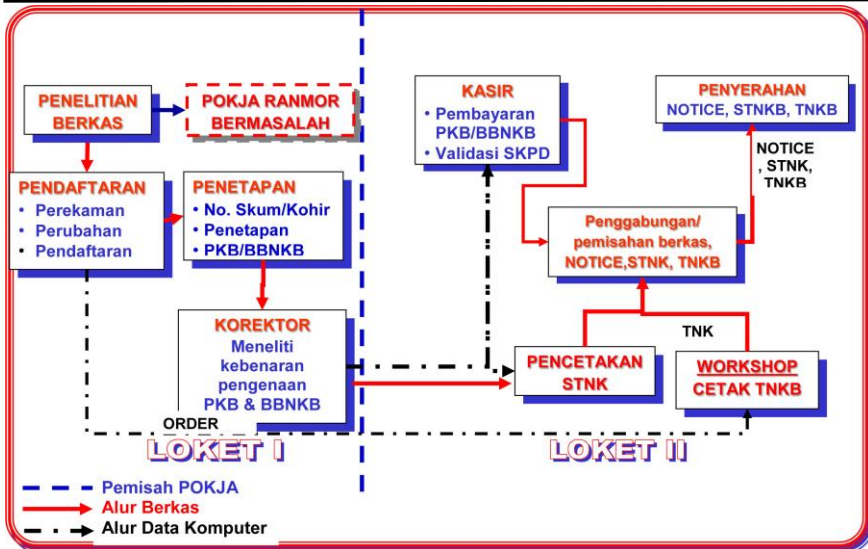 PENELITIAN
BERKAS
POKJA RANMOR
BERMASALAH
PENDAFTARAN
• Perekaman
• Perubahan
• Pendaftaran
PENETAPAN
• No. Skum/Kohir
• Penetapan
• PKB/BBNKB
KOREKTOR
Meneliti
kebenaran
pengenaan
PKB & BBNKB
ORDER
LOKET I
KASIR
• Pembayaran
PKB/BBNKB
• Validasi SKPD
PENYERAHAN
NOTICE, STNKB, TNKB
NOTICE
, STNK,
TNKB
Penggabungan/
pemisahan berkas,
NOTICE,STNK, TNKB
TNK
PENCETAKAN
STNK
WORKSHOP
CETAK TNKB
LOKET II
Pemisah POKJA
Alur Berkas
Alur Data Komputer